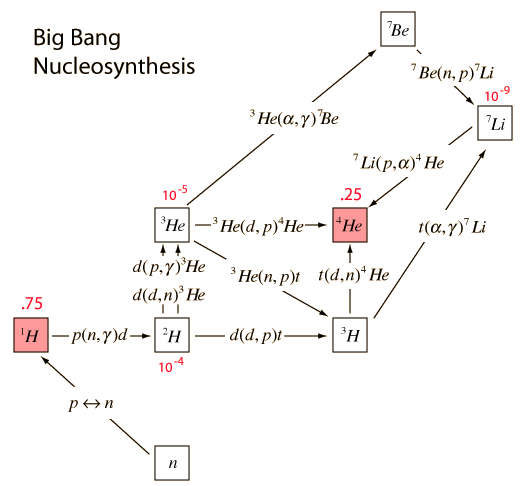 Big Bang
Nucleosynthesis
⁷Be
⁷Be(n,p)⁷Li
10⁻⁹
⁷Li
³He(α,γ)⁷Be
⁷Li(p,α)⁴He
10⁻⁵
.25
³He
³He(d,p)⁴He
⁴He
t(α,γ)⁷Li
d(p,γ)³He
³He(n,p)t
t(d,n)⁴He
d(d,n)³He
.75
¹H
p(n,γ)d
²H
d(d,p)t
³H
10⁻⁴
p↔n
n